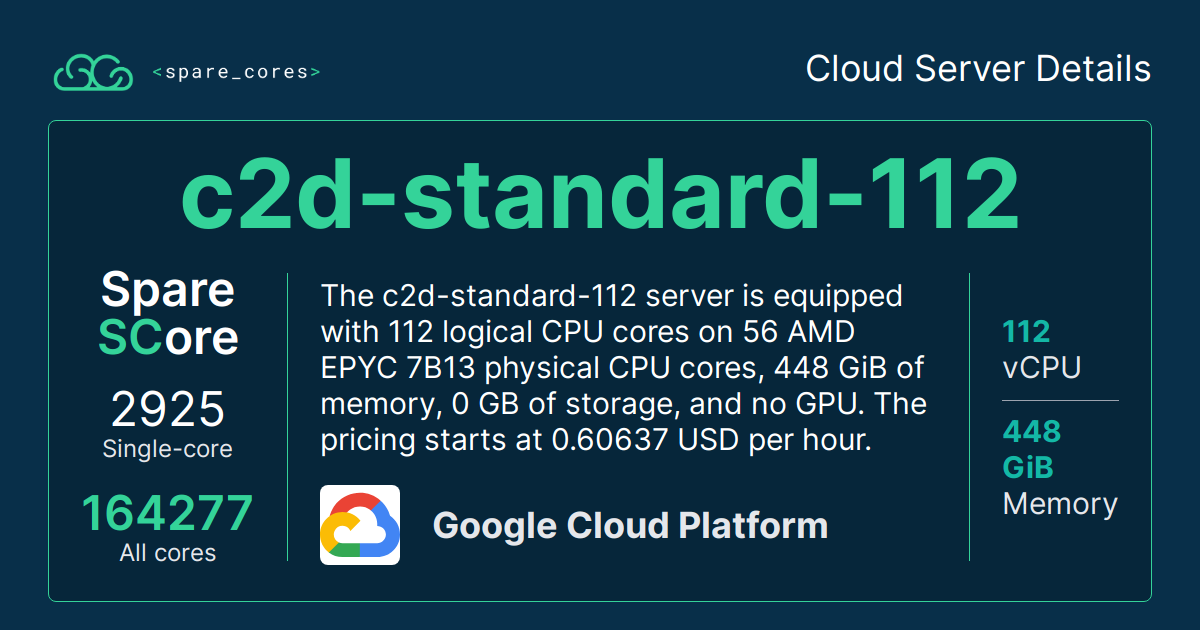 <spare_cores>
Cloud Server Details
c2d-standard-112
Spare
SCore
2925
Single-core
164277
All cores
The c2d-standard-112 server is equipped
with 112 logical CPU cores on 56 AMD
EPYC 7B13 physical CPU cores, 448 GiB of
memory, 0 GB of storage, and no GPU. The
pricing starts at 0.60637 USD per hour.
Google Cloud Platform
112
vCPU
448
GiB
Memory